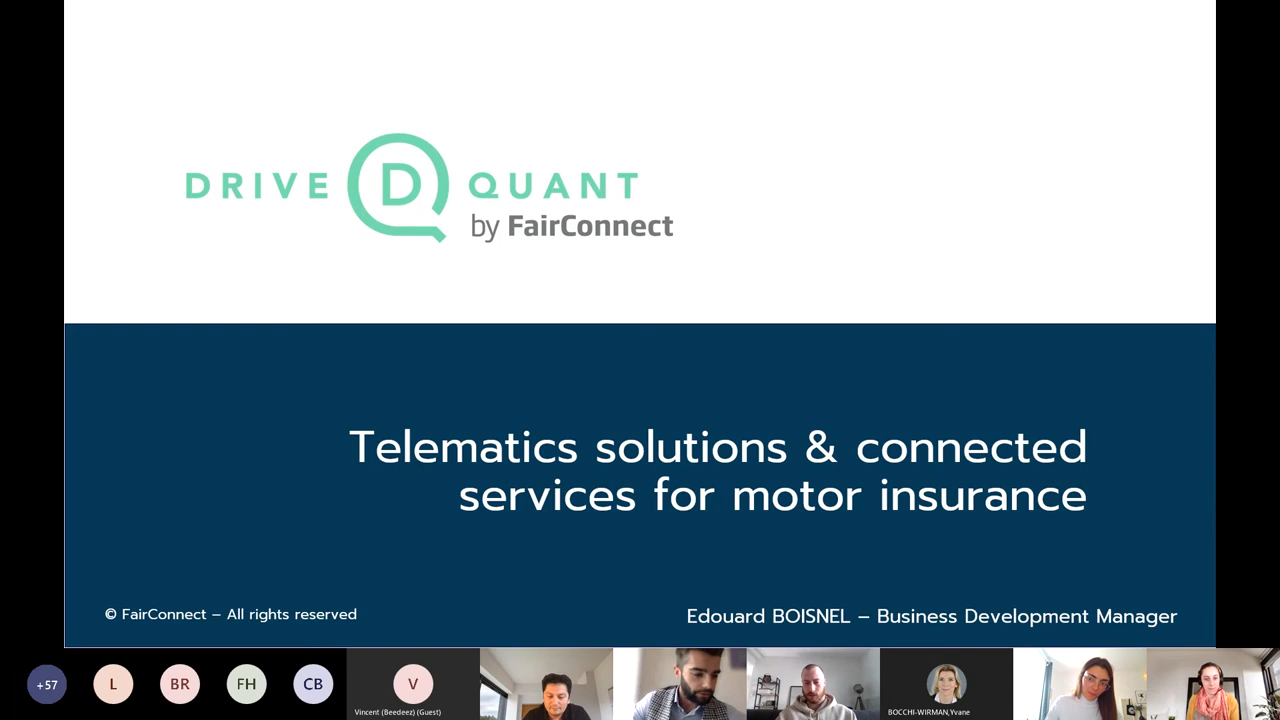 DRIVE D QUANT
by FairConnect
Telematics solutions & connected
services for motor insurance
© FairConnect – All rights reserved
Edouard BOISNEL – Business Development Manager
+57
L
BR
FH
CB
V
Vincent (Beedeez) (Guest)
BOCCHI-WIRMAN,Yvane